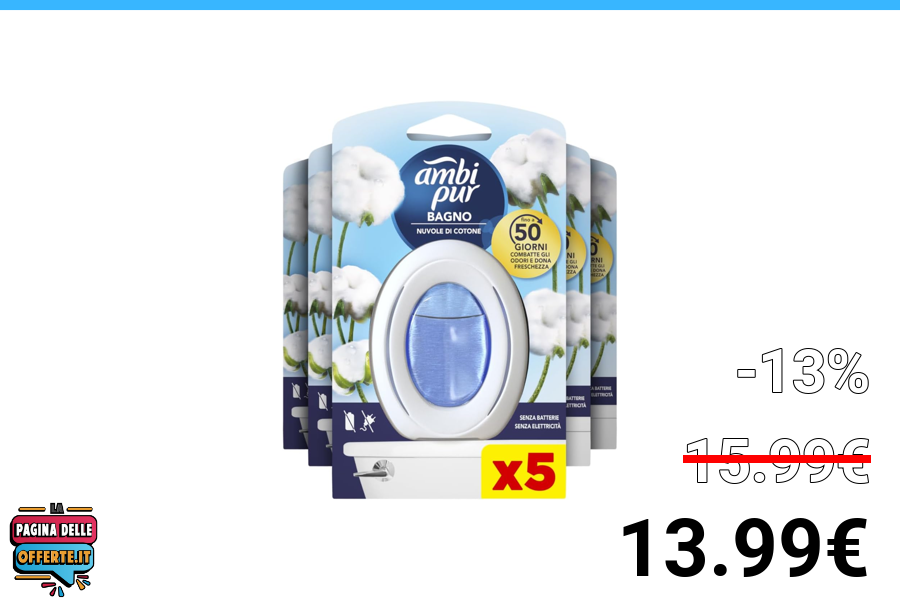 ambi
pur
BAGNO
NUVOLE DI COTONE
fino a
50
GIORNI
COMBATTE GLI
ODORI E DONA
FRESCHEZZA
SENZA BATTERIE
SENZA ELETTRICITÀ
x5
-13%
15.99€
13.99€
LA
PAGINA DELLE
OFFERTE.IT